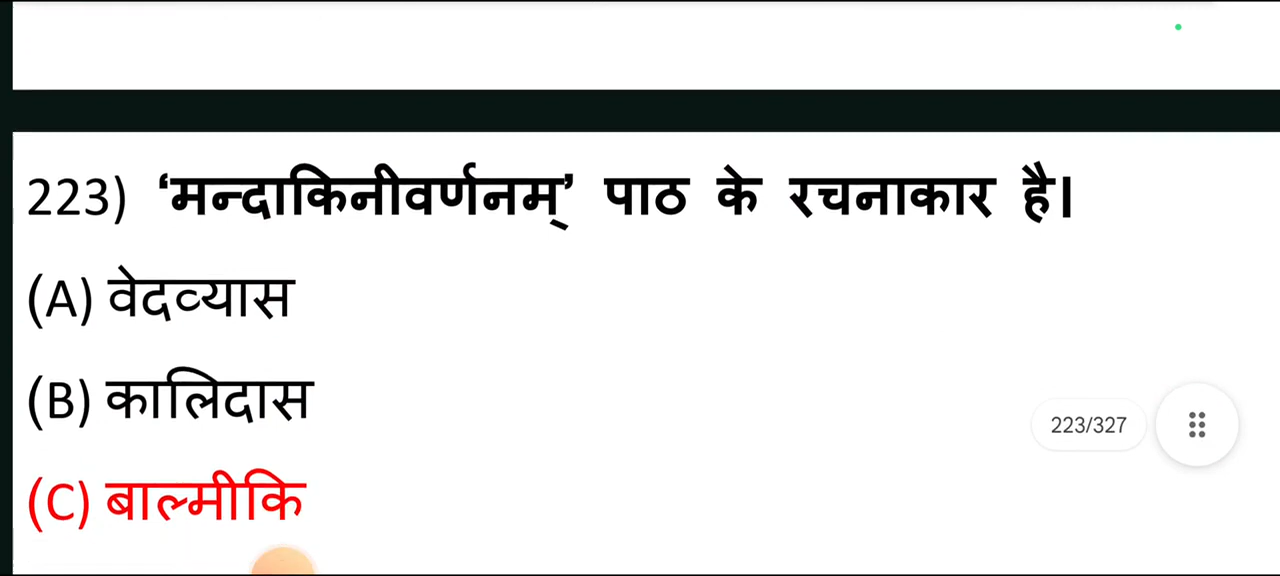 223) ‘मन्दाकिनीवर्णनम्’ पाठ के रचनाकार है।
(A) वेदव्यास
(B) कालिदास
223/327
(C) बाल्मीकि